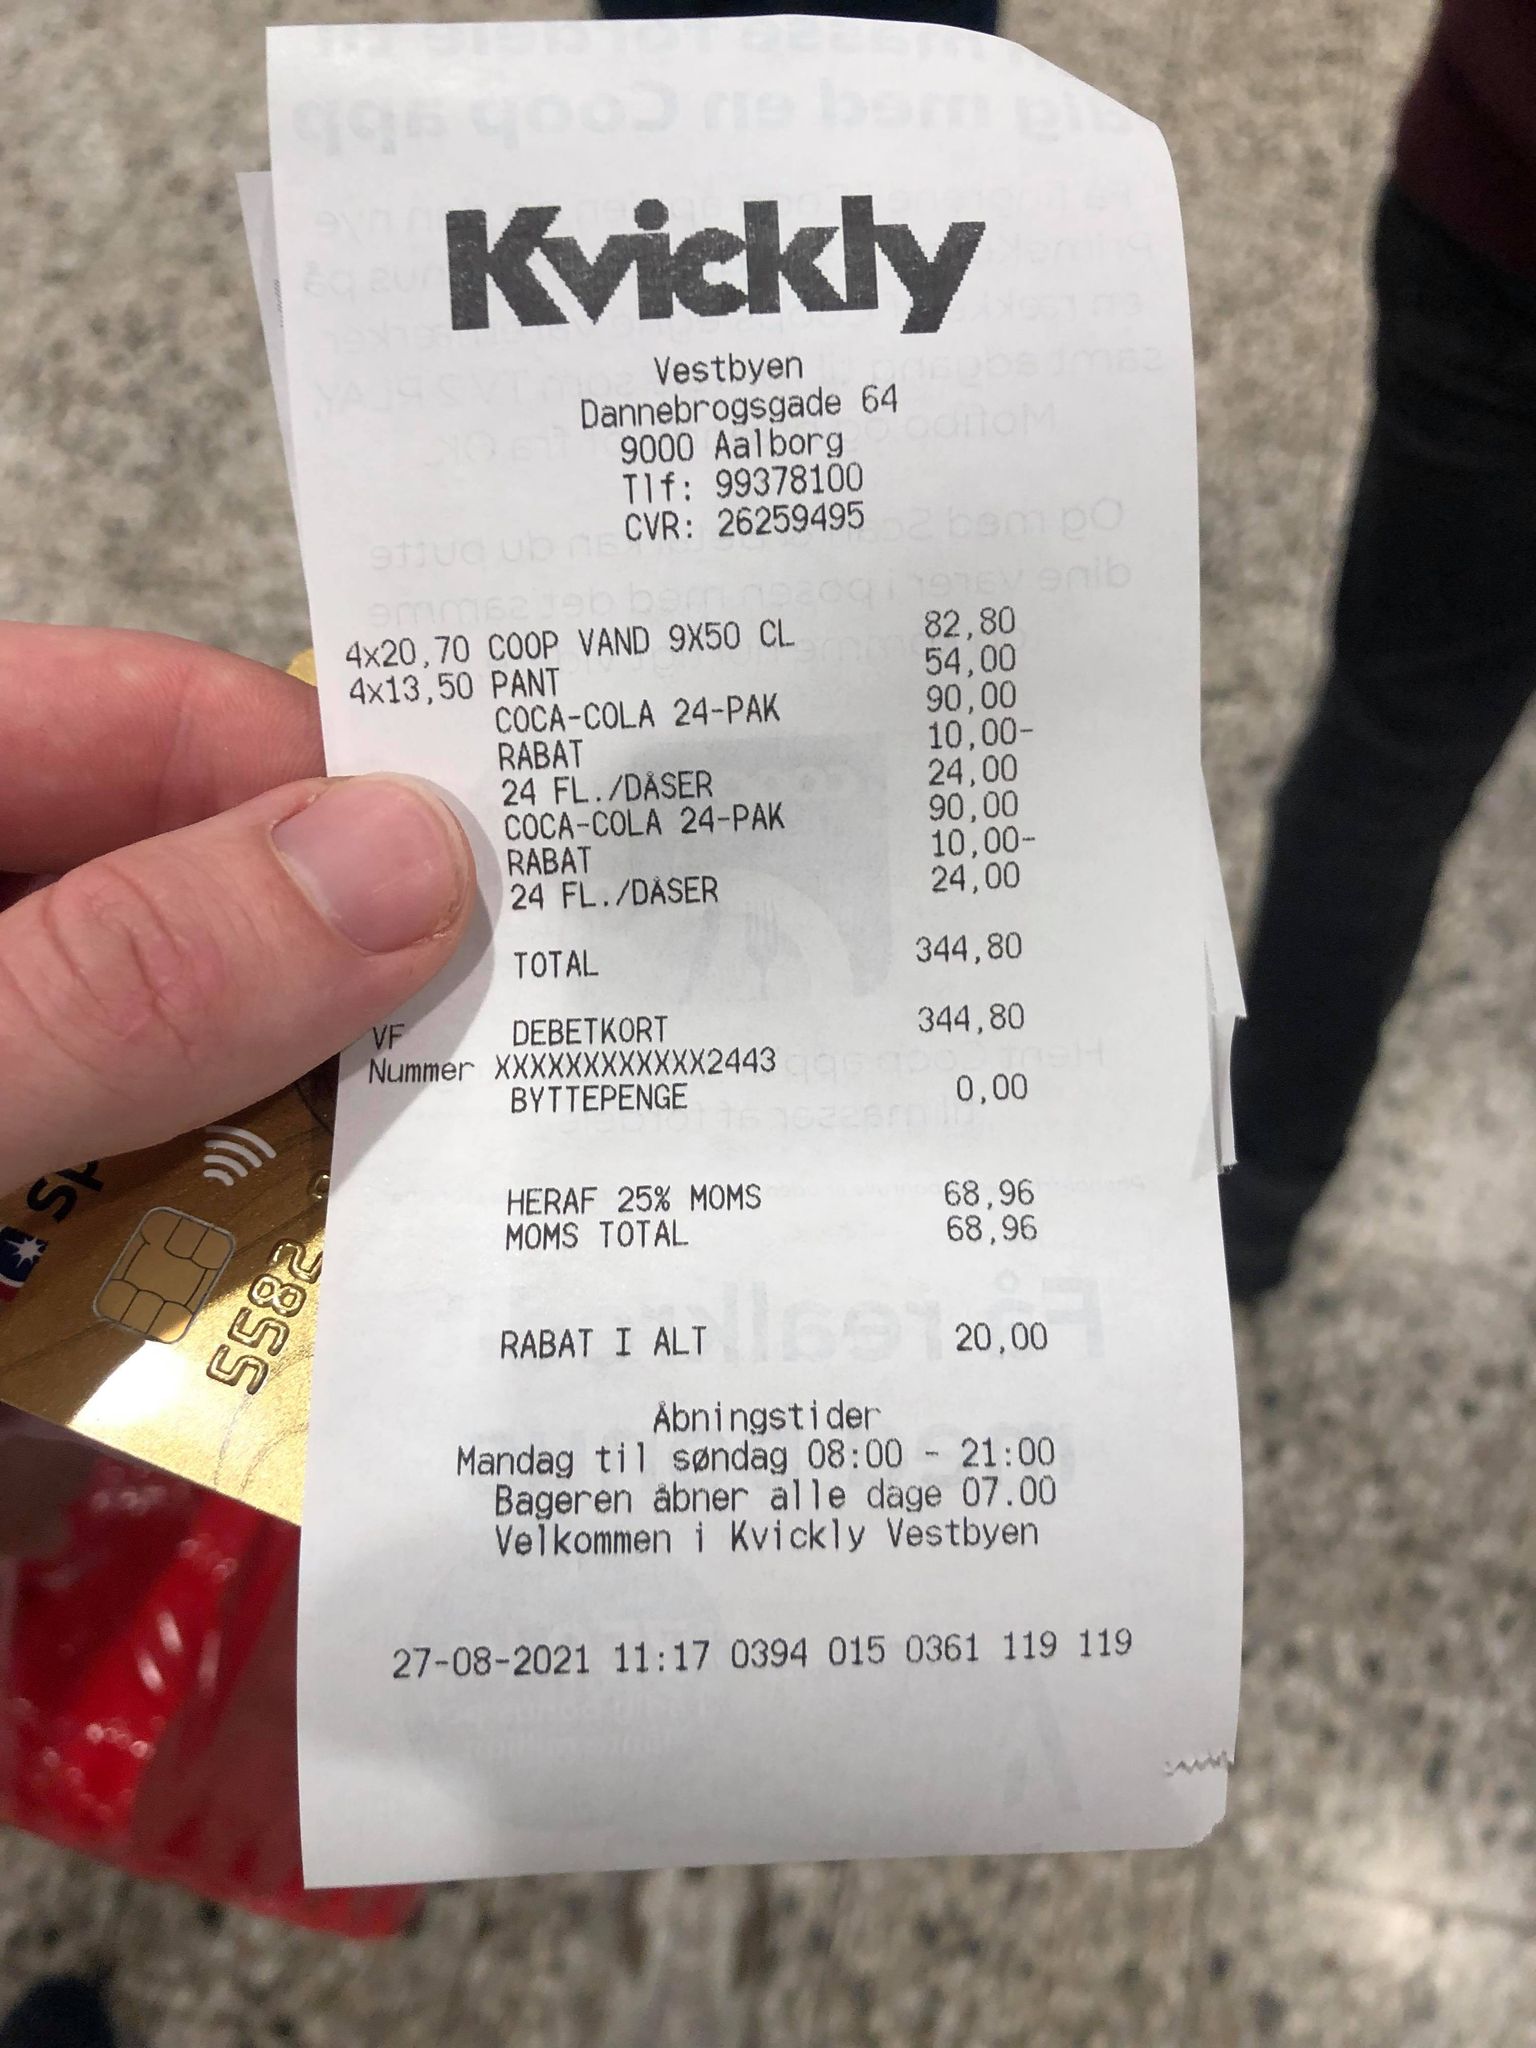 Kvickly
Vestbyen
Dannebrogsgade 64
9000 Aalborg
Tlf: 99378100
CVR: 26259495
4x20,70 COOP VAND 9X50 CL 82,80
4x13,50 PANT 54,00
COCA-COLA 24-PAK 90,00
RABAT 10,00-
24 FL./DÅSER 24,00
COCA-COLA 24-PAK 90,00
RABAT 10,00-
24 FL./DÅSER 24,00
TOTAL 344,80
VF DEBETKORT 344,80
Nummer XXXXXXXXXXXX2443
BYTTEPENGE 0,00
HERAF 25% MOMS 68,96
MOMS TOTAL 68,96
RABAT I ALT 20,00
Åbningstider
Mandag til søndag 08:00 - 21:00
Bageren åbner alle dage 07.00
Velkommen i Kvickly Vestbyen
27-08-2021 11:17 0394 015 0361 119 119
5582